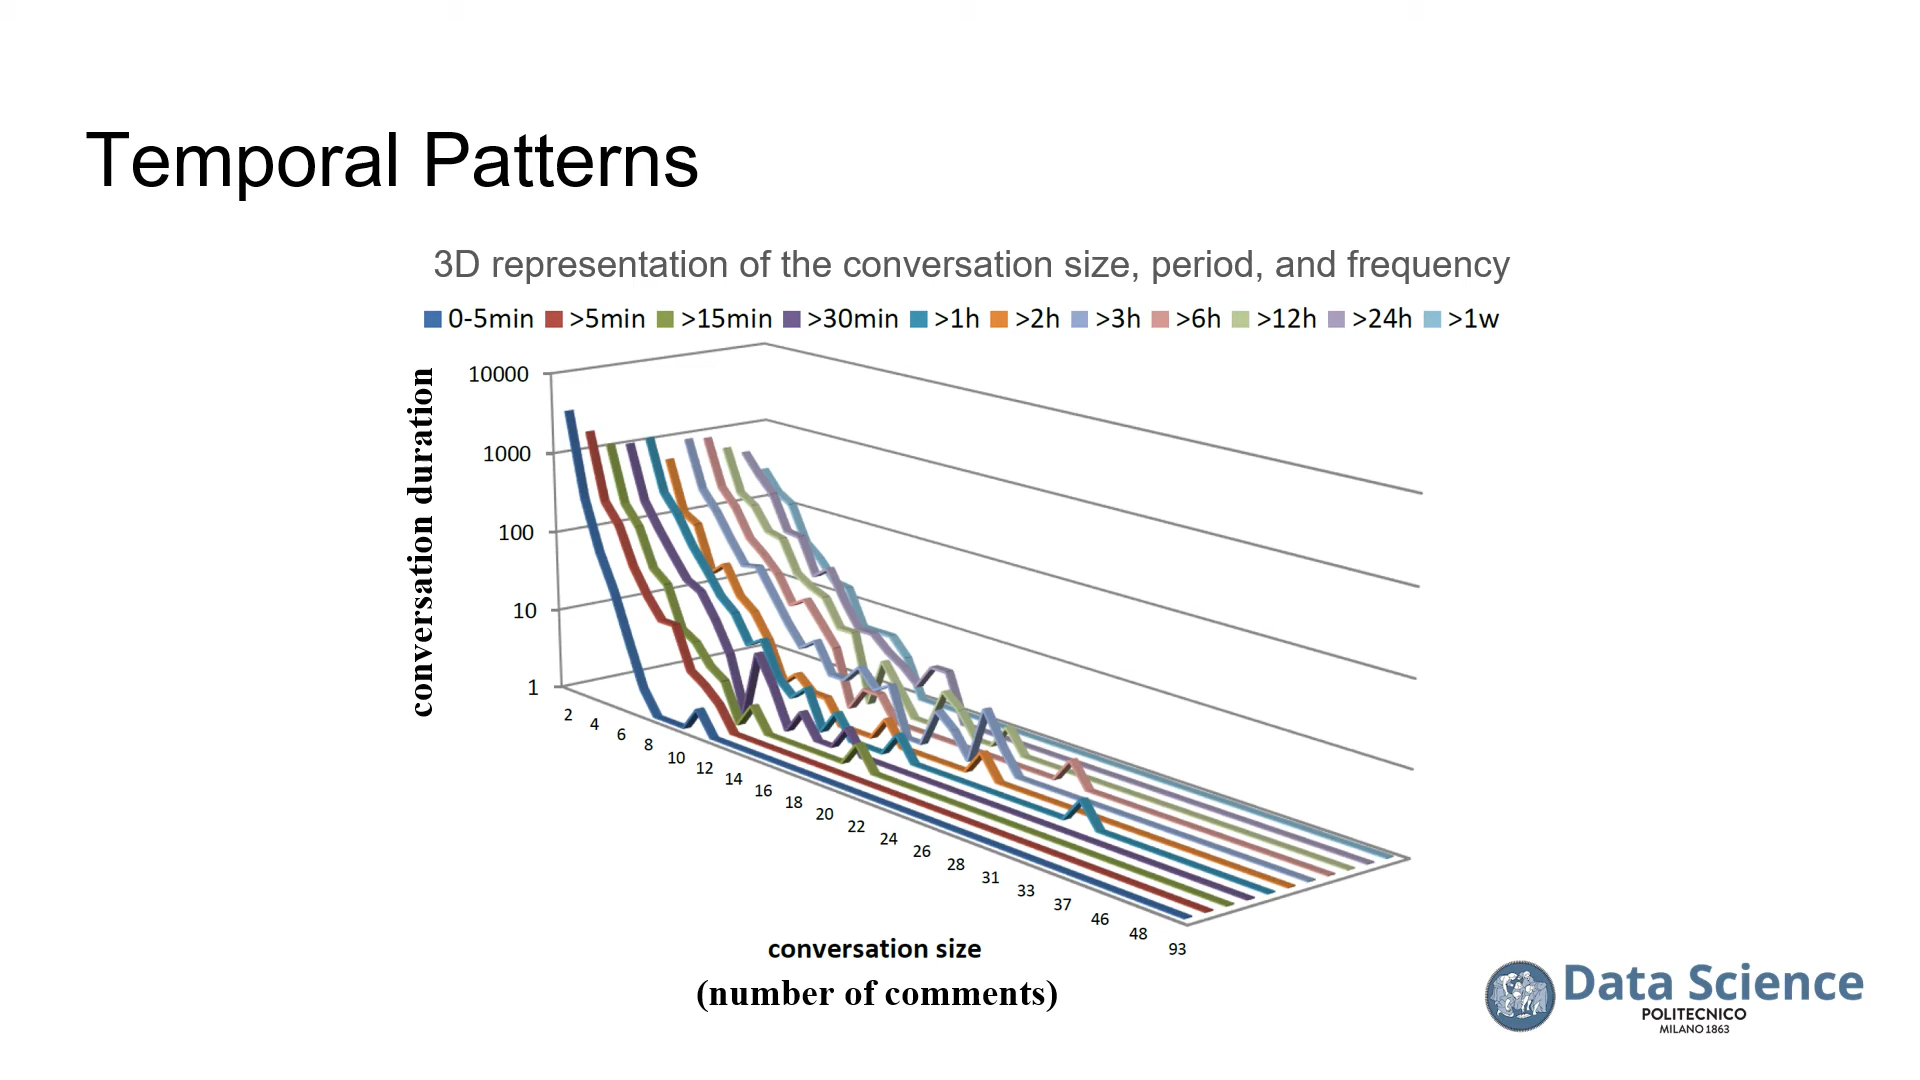 Temporal Patterns
3D representation of the conversation size, period, and frequency
0-5min >5min >15min >30min >1h >2h >3h >6h >12h >24h >1w
conversation duration
10000
1000
100
10
1
2
4
6
8
10
12
14
16
18
20
22
24
26
28
31
33
37
46
48
93
conversation size
(number of comments)
Data Science
POLITECNICO
MILANO 1863